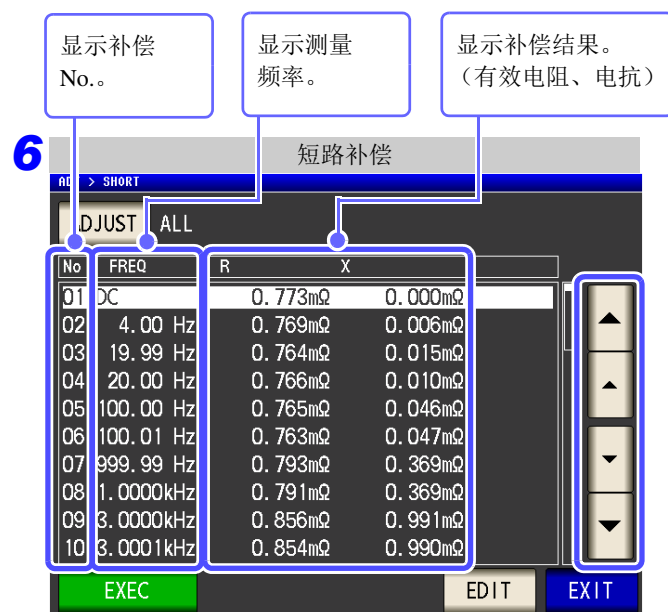 显示补偿
No.。
显示测量
频率。
显示补偿结果。
（有效电阻、电抗）
6
短路补偿
> SHORT
ADJUST ALL
No FREQ R X
01 DC 0.773mΩ 0.000mΩ
02 4.00 Hz 0.769mΩ 0.006mΩ
03 19.99 Hz 0.764mΩ 0.015mΩ
04 20.00 Hz 0.766mΩ 0.010mΩ
05 100.00 Hz 0.765mΩ 0.046mΩ
06 100.01 Hz 0.763mΩ 0.047mΩ
07 999.99 Hz 0.793mΩ 0.369mΩ
08 1.0000kHz 0.791mΩ 0.369mΩ
09 3.0000kHz 0.856mΩ 0.991mΩ
10 3.0001kHz 0.854mΩ 0.990mΩ
EXEC EDIT EXIT